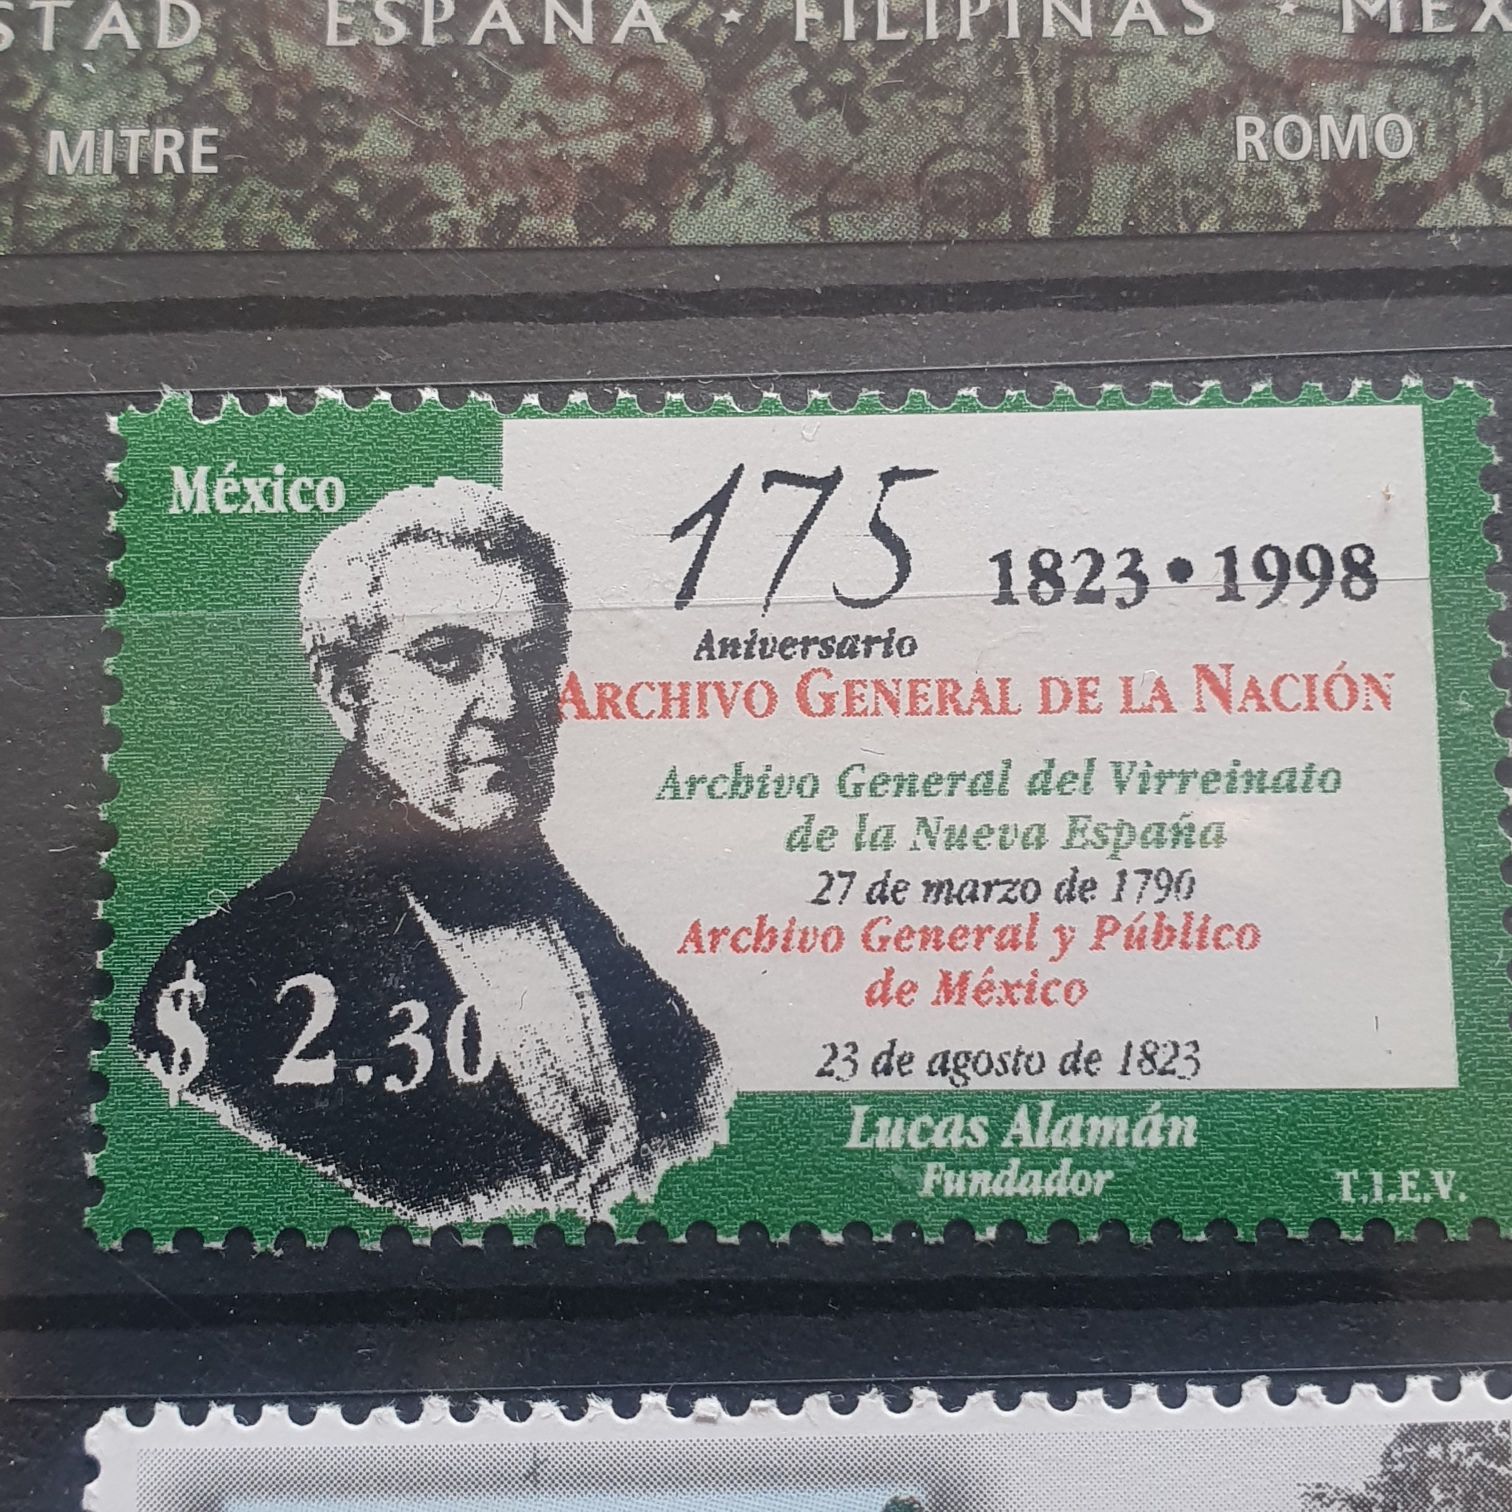 ESPAÑA * FILIPINAS *
MITRE ROMO
México
175
1823 • 1998
Aniversario
ARCHIVO GENERAL DE LA NACIÓN
Archivo General del Virreinato
de la Nueva España
27 de marzo de 1790
Archivo General y Público
de México
23 de agosto de 1823
$ 2.30
Lucas Alamán
Fundador
T.I.E.V.